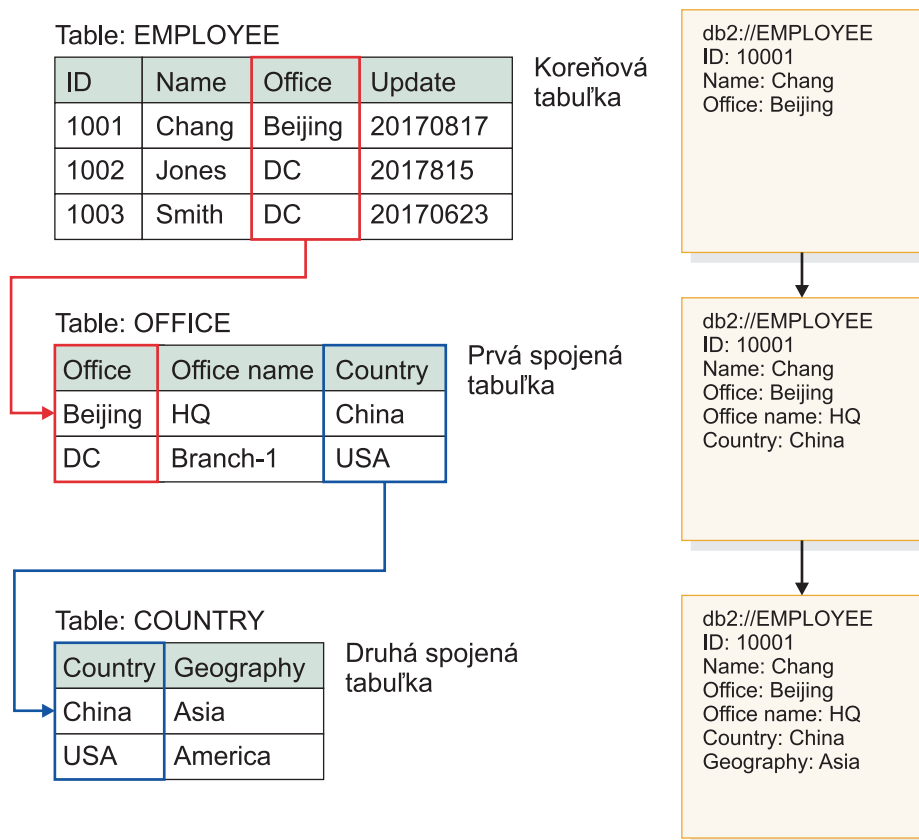 Table: EMPLOYEE
ID Name Office Update
1001 Chang Beijing 20170817
1002 Jones DC 2017815
1003 Smith DC 20170623
Koreňová
tabuľka
Table: OFFICE
Office Office name Country
Beijing HQ China
DC Branch-1 USA
Prvá spojená
tabuľka
Table: COUNTRY
Country Geography
China Asia
USA America
Druhá spojená
tabuľka
db2://EMPLOYEE
ID: 10001
Name: Chang
Office: Beijing
db2://EMPLOYEE
ID: 10001
Name: Chang
Office: Beijing
Office name: HQ
Country: China
db2://EMPLOYEE
ID: 10001
Name: Chang
Office: Beijing
Office name: HQ
Country: China
Geography: Asia